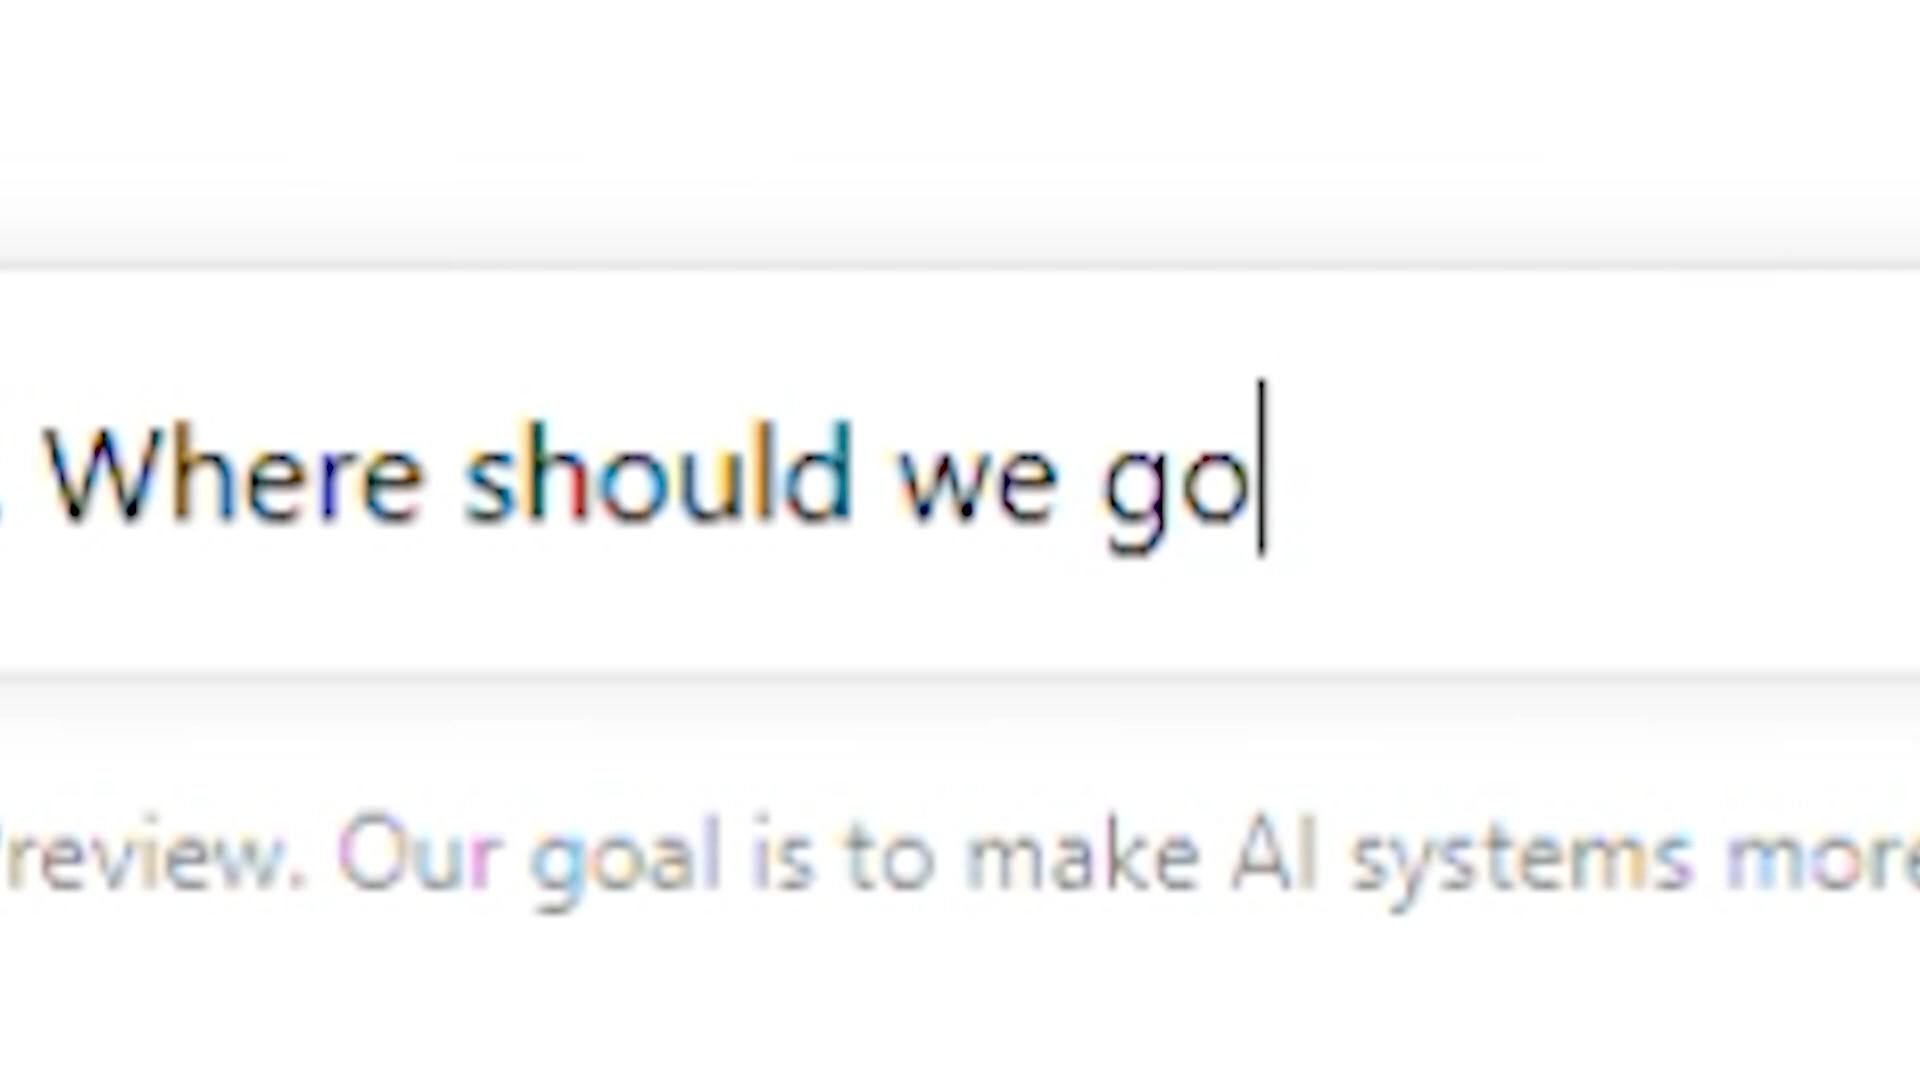 . Where should we go
review. Our goal is to make AI systems more